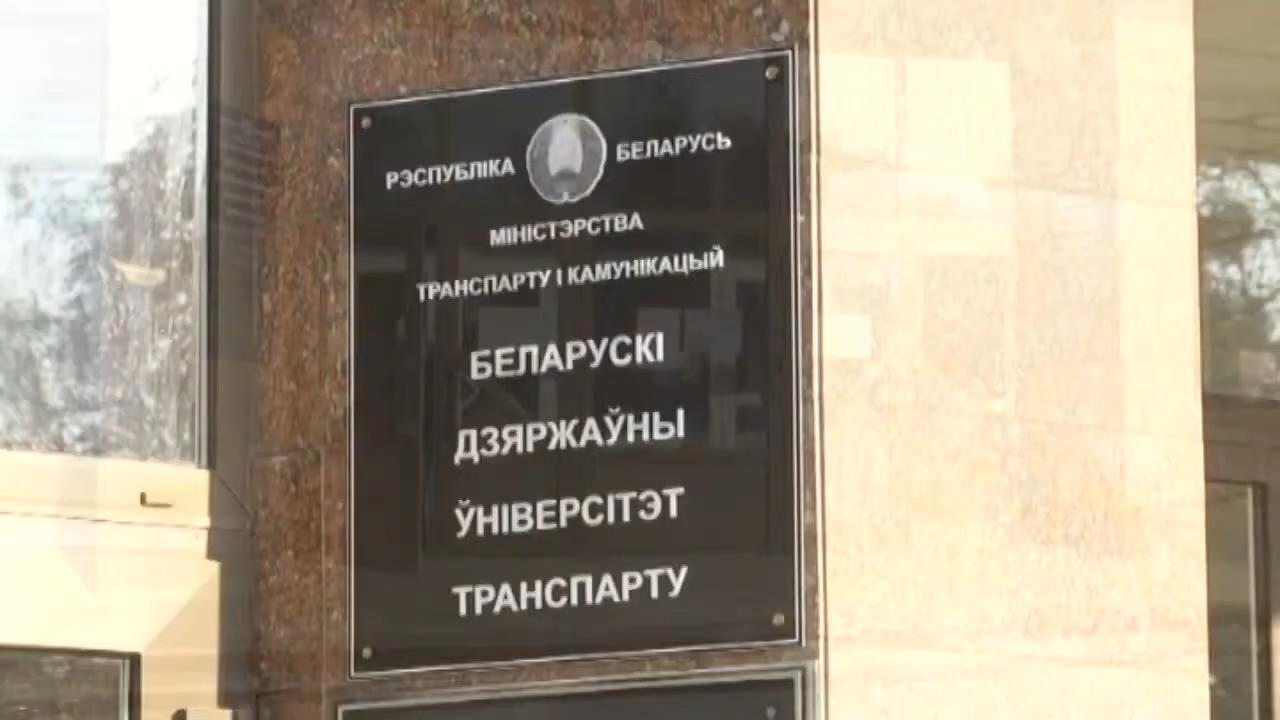 РЭСПУБЛІКА БЕЛАРУСЬ
МІНІСТЭРСТВА
ТРАНСПАРТУ І КАМУНІКАЦЫЙ
БЕЛАРУСКІ
ДЗЯРЖАЎНЫ
ЎНІВЕРСІТЭТ
ТРАНСПАРТУ